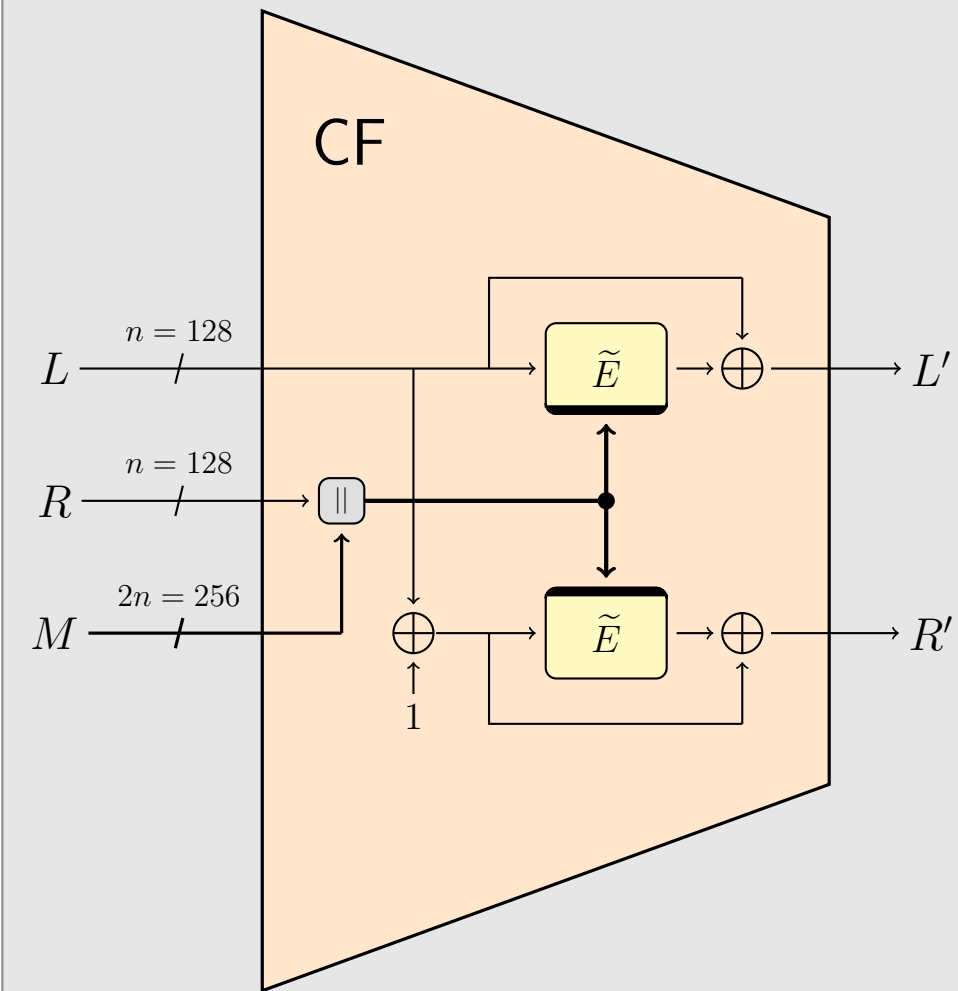 CF
n = 128
L
Ẽ
L′
n = 128
R
||
2n = 256
M
Ẽ
R′
1